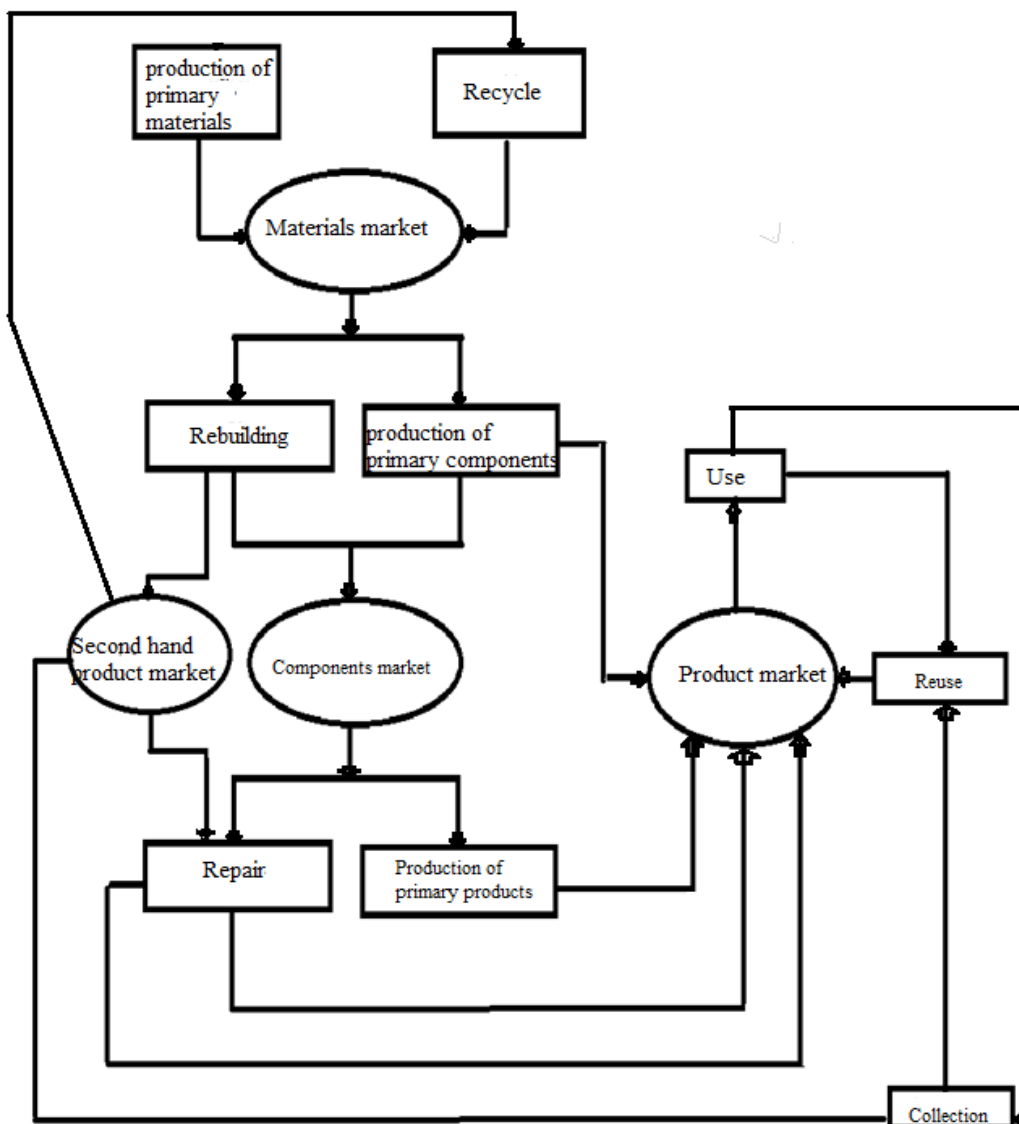 production of
primary
materials
Recycle
Materials market
Rebuilding
production of
primary components
Use
Second hand
product market
Components market
Product market
Reuse
Repair
Production of
primary products
Collection